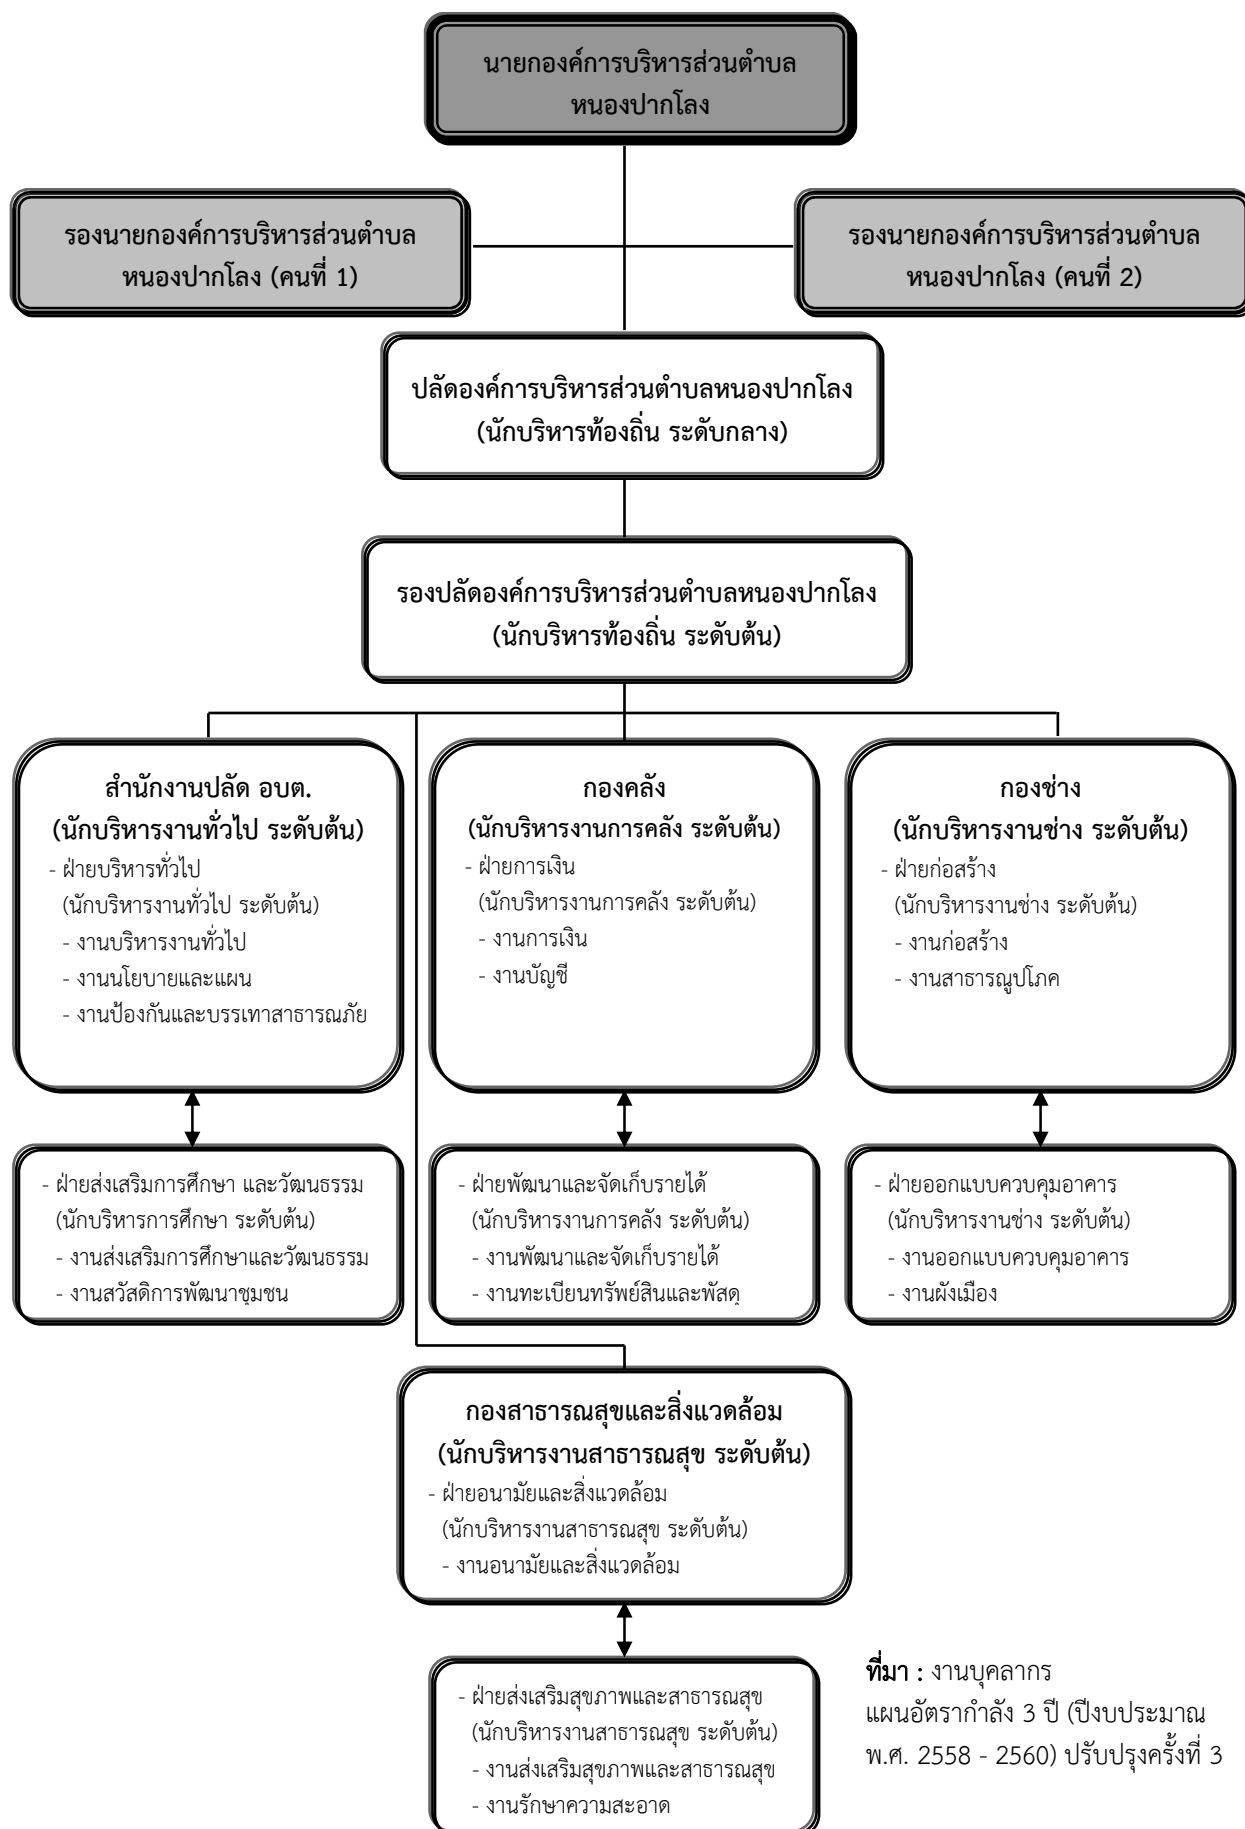 นายกองค์การบริหารส่วนตำบล
หนองปากโลง
รองนายกองค์การบริหารส่วนตำบล
หนองปากโลง (คนที่ 1)
รองนายกองค์การบริหารส่วนตำบล
หนองปากโลง (คนที่ 2)
ปลัดองค์การบริหารส่วนตำบลหนองปากโลง
(นักบริหารท้องถิ่น ระดับกลาง)
รองปลัดองค์การบริหารส่วนตำบลหนองปากโลง
(นักบริหารท้องถิ่น ระดับต้น)
สำนักงานปลัด อบต.
(นักบริหารงานทั่วไป ระดับต้น)
- ฝ่ายบริหารทั่วไป
(นักบริหารงานทั่วไป ระดับต้น)
- งานบริหารงานทั่วไป
- งานนโยบายและแผน
- งานป้องกันและบรรเทาสาธารณภัย
กองคลัง
(นักบริหารงานการคลัง ระดับต้น)
- ฝ่ายการเงิน
(นักบริหารงานการคลัง ระดับต้น)
- งานการเงิน
- งานบัญชี
กองช่าง
(นักบริหารงานช่าง ระดับต้น)
- ฝ่ายก่อสร้าง
(นักบริหารงานช่าง ระดับต้น)
- งานก่อสร้าง
- งานสาธารณูปโภค
- ฝ่ายส่งเสริมการศึกษา และวัฒนธรรม
(นักบริหารการศึกษา ระดับต้น)
- งานส่งเสริมการศึกษาและวัฒนธรรม
- งานสวัสดิการพัฒนาชุมชน
- ฝ่ายพัฒนาและจัดเก็บรายได้
(นักบริหารงานการคลัง ระดับต้น)
- งานพัฒนาและจัดเก็บรายได้
- งานทะเบียนทรัพย์สินและพัสดุ
- ฝ่ายออกแบบควบคุมอาคาร
(นักบริหารงานช่าง ระดับต้น)
- งานออกแบบควบคุมอาคาร
- งานผังเมือง
กองสาธารณสุขและสิ่งแวดล้อม
(นักบริหารงานสาธารณสุข ระดับต้น)
- ฝ่ายอนามัยและสิ่งแวดล้อม
(นักบริหารงานสาธารณสุข ระดับต้น)
- งานอนามัยและสิ่งแวดล้อม
- ฝ่ายส่งเสริมสุขภาพและสาธารณสุข
(นักบริหารงานสาธารณสุข ระดับต้น)
- งานส่งเสริมสุขภาพและสาธารณสุข
- งานรักษาความสะอาด
ที่มา : งานบุคลากร
แผนอัตรากำลัง 3 ปี (ปีงบประมาณ
พ.ศ. 2558 - 2560) ปรับปรุงครั้งที่ 3